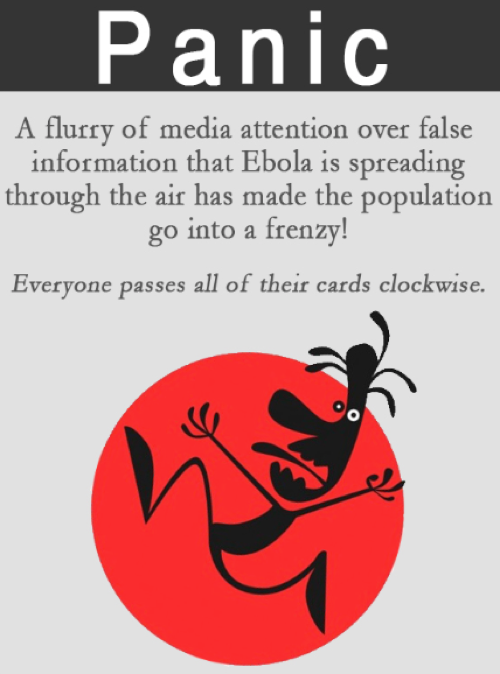 Panic
A flurry of media attention over false
information that Ebola is spreading
through the air has made the population
go into a frenzy!
Everyone passes all of their cards clockwise.